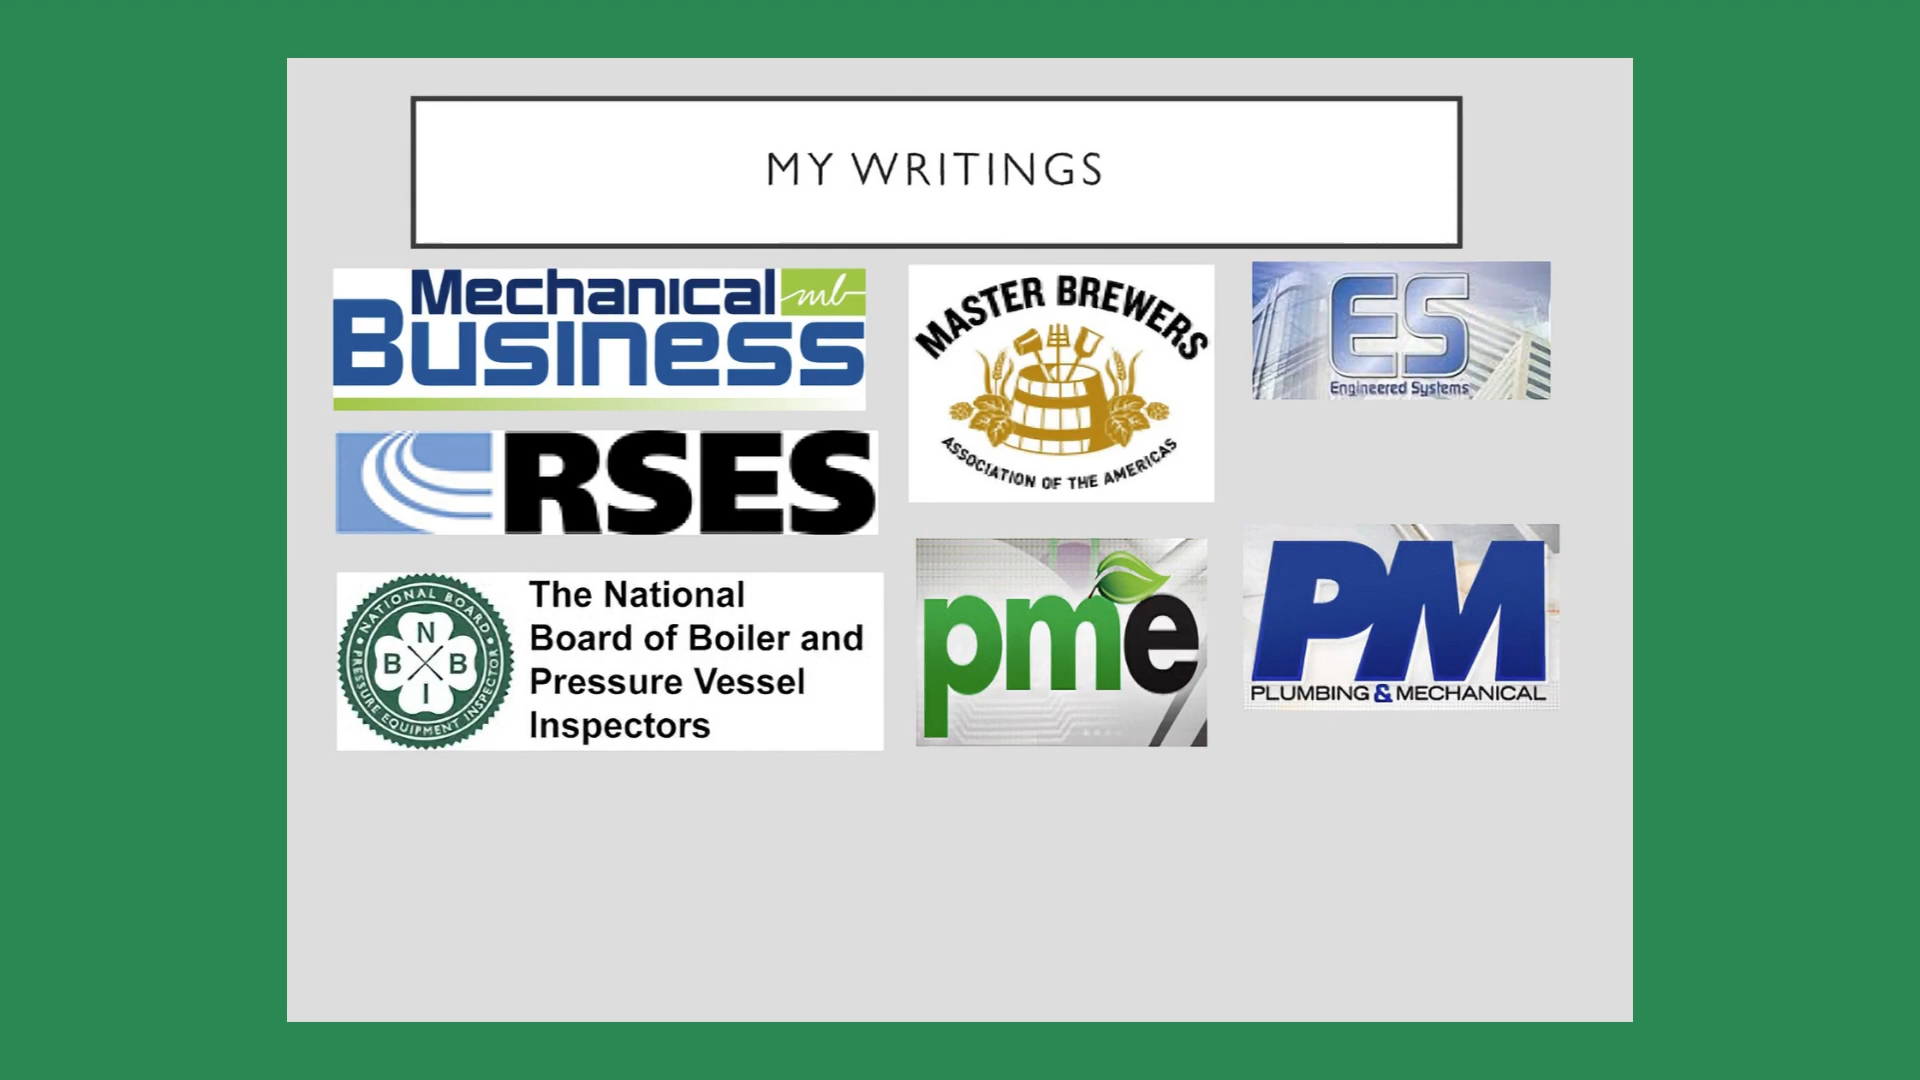 MY WRITINGS
Mechanical mb
Business
MASTER BREWERS
ASSOCIATION OF THE AMERICAS
ES
Engineered Systems
RSES
NATIONAL BOARD
PRESSURE EQUIPMENT INSPECTOR
N
B B
I
The National
Board of Boiler and
Pressure Vessel
Inspectors
pme
PM
PLUMBING & MECHANICAL